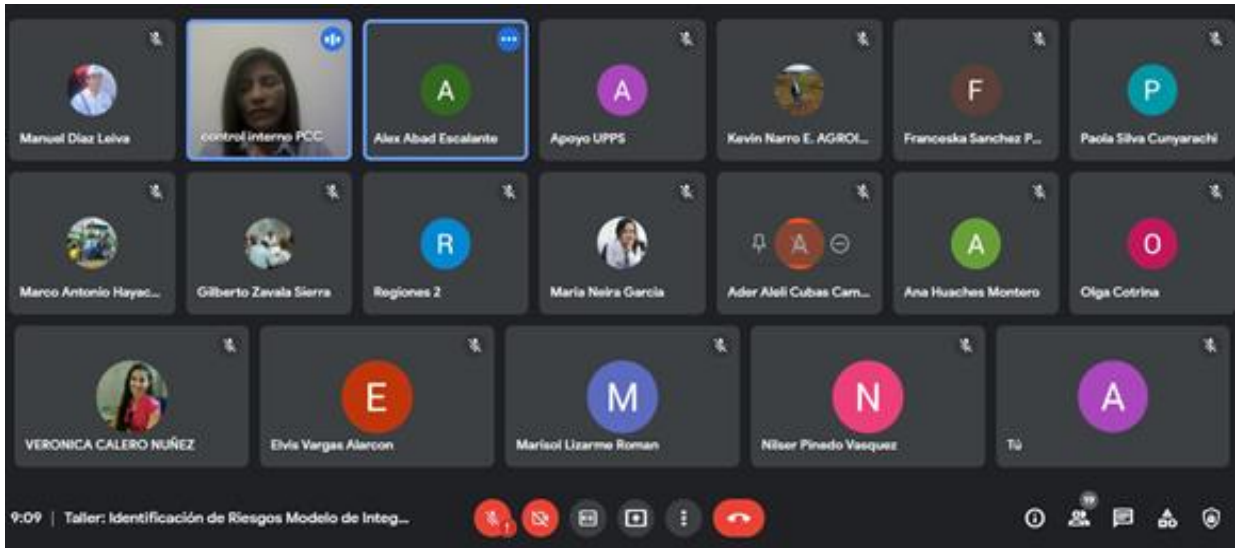 A
A
F
P
Manuel Díaz Leiva
control interno PCC
Alex Abad Escalante
Apoyo UPPS
Kevin Narro E. AGROI...
Franceska Sanchez P...
Paola Silva Cunyarachi
R
A
A
O
Marco Antonio Hayac...
Gilberto Zavala Sierra
Regiones 2
Maria Neira Garcia
Ader Aleli Cubas Cam...
Ana Huaches Montero
Olga Cotrina
E
M
N
A
VERONICA CALERO NUÑEZ
Elvis Vargas Alarcon
Marisol Lizarme Roman
Nilser Pinedo Vasquez
Tú
9:09 | Taller: Identificación de Riesgos Modelo de Integ...
19